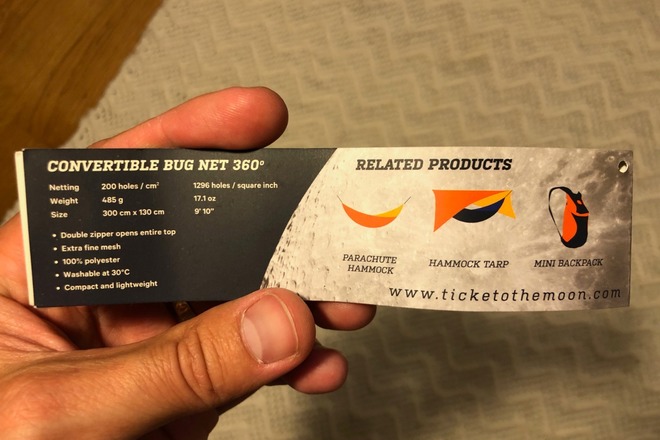 CONVERTIBLE BUG NET 360°
Netting 200 holes / cm² 1296 holes / square inch
Weight 485 g 17.1 oz
Size 300 cm x 130 cm 9' 10"
• Double zipper opens entire top
• Extra fine mesh
• 100% polyester
• Washable at 30°C
• Compact and lightweight
RELATED PRODUCTS
PARACHUTE
HAMMOCK
HAMMOCK TARP
MINI BACKPACK
www.ticketothemoon.com